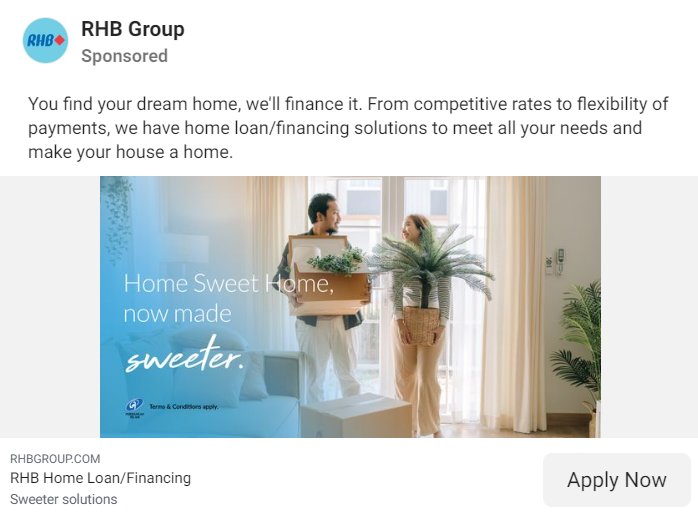 RHB
RHB Group
Sponsored
You find your dream home, we'll finance it. From competitive rates to flexibility of
payments, we have home loan/financing solutions to meet all your needs and
make your house a home.
Home Sweet Home,
now made
sweeter.
Terms & Conditions apply.
RHBGROUP.COM
RHB Home Loan/Financing
Sweeter solutions
Apply Now